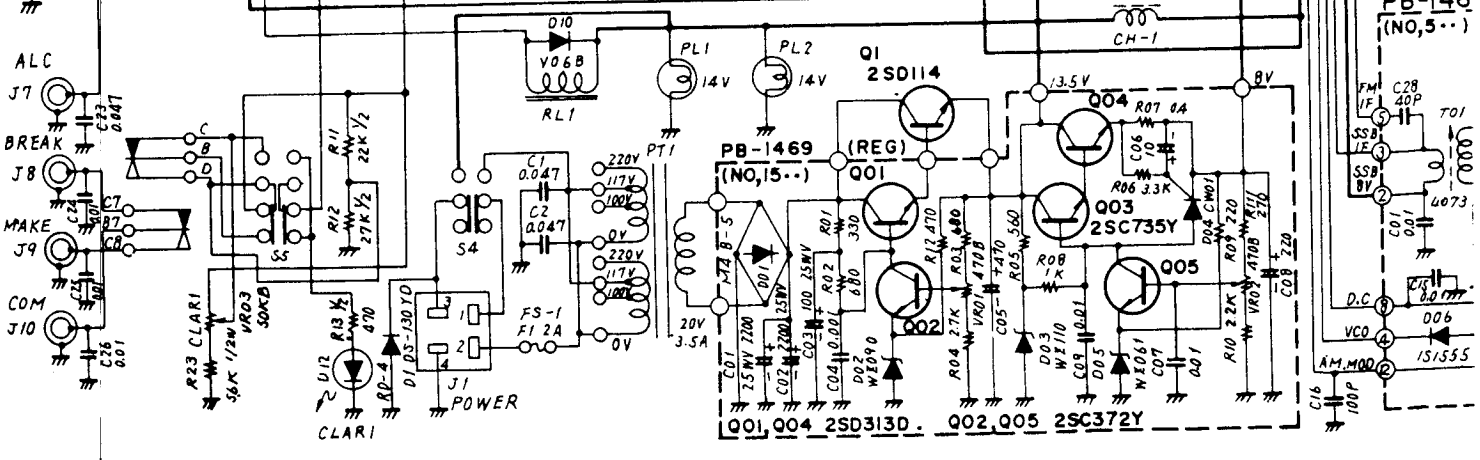 ALC
J7
C23
0.047
BREAK
J8
C24
MAKE
J9
C25
COM
J10
C26
0.01
C
B
D
C7
B7
C8
S5
R11
22K 1/2
R12
27K 1/2
R23
56K 1/2W
CLARI
VR03
50KB
R13 1/2
470
D12
CLARI
RD-4
D1 DS-130YD
D10
V06B
RL1
S4
3
1
2
4
J1
POWER
FS-1
F1 2A
C1
0.047
C2
0.047
220V
117V
100V
0V
220V
117V
100V
0V
PT1
20V
3.5A
PL1
14V
PL2
14V
Q1
2SD114
CH-1
PB-1469 (REG)
(NO,15··)
D1
C01
25WV 2200
C02 2200 25WV
C03 100 25WV
C04 0.001
R01
330
R02
680
Q01
Q02
D02
WZ090
R12 470
R03 680
R04 2.7K
VR01 470B
C05 470
R05 560
D03
WZ110
R08
1K
C09 0.01
13.5V
Q04
R07 0.4
C06
10
R06 3.3K
Q03
2SC735Y
D04 CW01
Q05
D05
WZ061
C07
0.01
R09 220
R10 2.2K
VR02 470B
R11
270
C08 220
8V
Q01,Q04 2SD313D. Q02,Q05 2SC372Y
(NO,5··)
FM
IF
5
C28
40P
SSB
IF
3
SSB
8V
2
T01
4073
C01
0.01
D.C
8
C15
0.01
VCO
4
D06
1S1555
AM.MOD
12
C16
100P